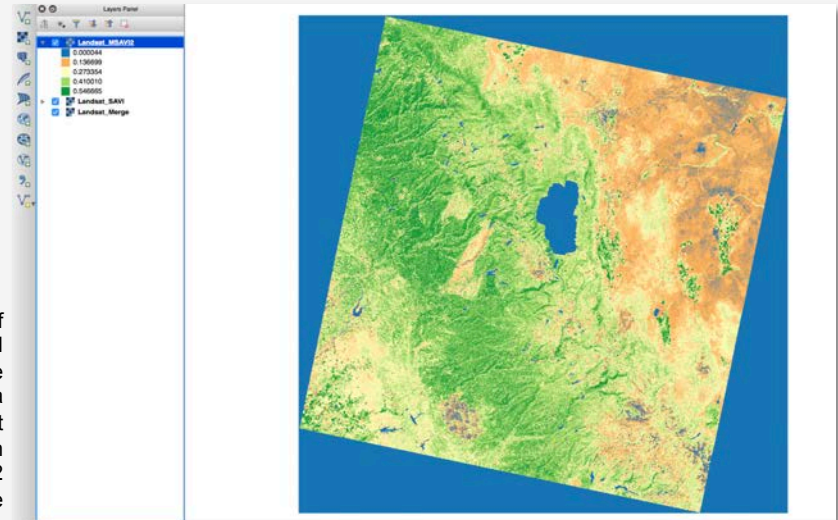 Layers Panel
Landsat_MSAVI2
0.000044
0.136699
0.273354
0.410010
0.546665
Landsat_SAVI
Landsat_Merge